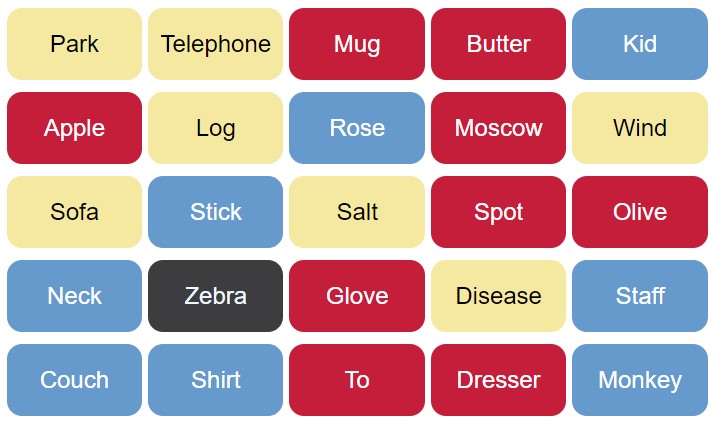 Park Telephone Mug Butter Kid
Apple Log Rose Moscow Wind
Sofa Stick Salt Spot Olive
Neck Zebra Glove Disease Staff
Couch Shirt To Dresser Monkey